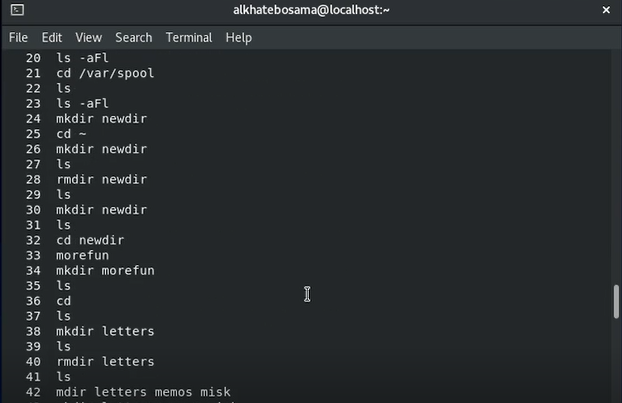 alkhatebosama@localhost:~
File Edit View Search Terminal Help
20 ls -aFl
21 cd /var/spool
22 ls
23 ls -aFl
24 mkdir newdir
25 cd ~
26 mkdir newdir
27 ls
28 rmdir newdir
29 ls
30 mkdir newdir
31 ls
32 cd newdir
33 morefun
34 mkdir morefun
35 ls
36 cd
37 ls
38 mkdir letters
39 ls
40 rmdir letters
41 ls
42 mdir letters memos misk